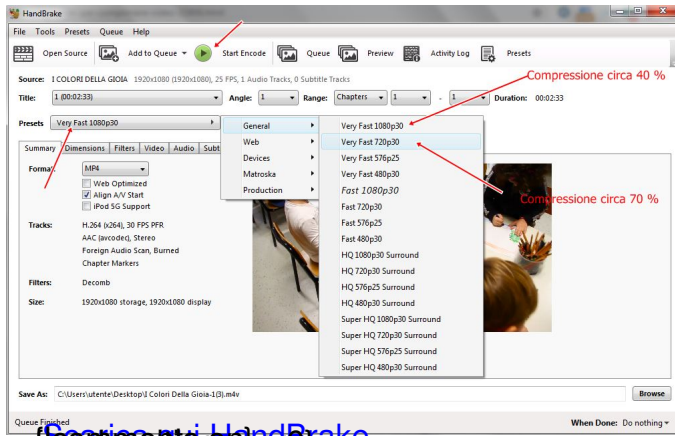 HandBrake
File Tools Presets Queue Help
Open Source Add to Queue Start Encode Queue Preview Activity Log Presets
Source: I COLORI DELLA GIOIA 1920x1080 (1920x1080), 25 FPS, 1 Audio Tracks, 0 Subtitle Tracks
Compressione circa 40 %
Title: 1 (00:02:33) Angle: 1 Range: Chapters 1 - 1 Duration: 00:02:33
Presets Very Fast 1080p30
General
Web
Devices
Matroska
Production
Very Fast 1080p30
Very Fast 720p30
Very Fast 576p25
Very Fast 480p30
Fast 1080p30
Fast 720p30
Fast 576p25
Fast 480p30
HQ 1080p30 Surround
HQ 720p30 Surround
HQ 576p25 Surround
HQ 480p30 Surround
Super HQ 1080p30 Surround
Super HQ 720p30 Surround
Super HQ 576p25 Surround
Super HQ 480p30 Surround
Compressione circa 70 %
Summary Dimensions Filters Video Audio Subt
Format: MP4
Web Optimized
Align A/V Start
iPod 5G Support
Tracks: H.264 (x264), 30 FPS PFR
AAC (avcodec), Stereo
Foreign Audio Scan, Burned
Chapter Markers
Filters: Decomb
Size: 1920x1080 storage, 1920x1080 display
Save As: C:\Users\utente\Desktop\I Colori Della Gioia-1(3).m4v Browse
Queue Finished When Done: Do nothing
Scarica qui HandBrake